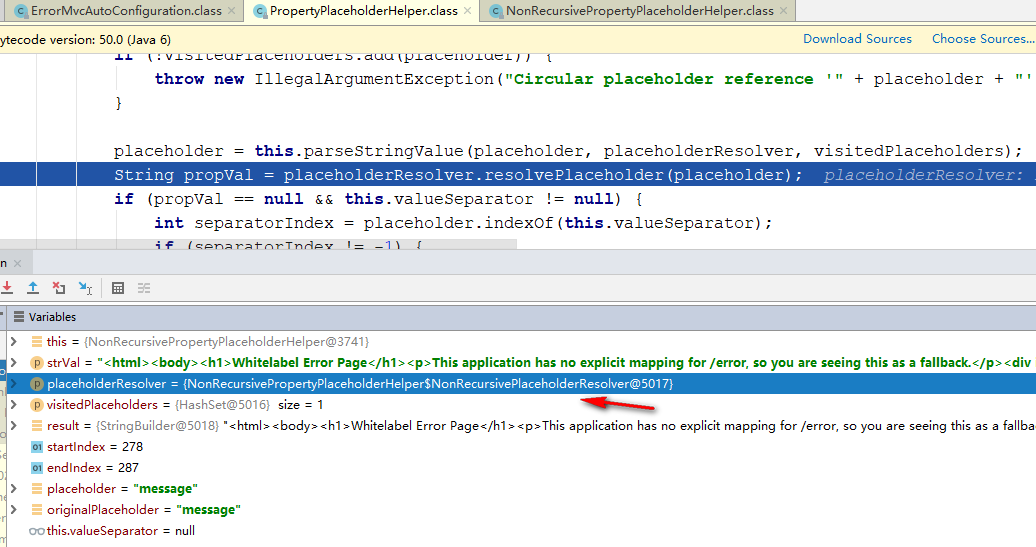 ErrorMvcAutoConfiguration.class × PropertyPlaceholderHelper.class × NonRecursivePropertyPlaceholderHelper.class ×
ytecode version: 50.0 (Java 6) Download Sources Choose Sources...
if (!visitedPlaceholders.add(placeholder)) {
throw new IllegalArgumentException("Circular placeholder reference '" + placeholder + "'
}
placeholder = this.parseStringValue(placeholder, placeholderResolver, visitedPlaceholders);
String propVal = placeholderResolver.resolvePlaceholder(placeholder); placeholderResolver:
if (propVal == null && this.valueSeparator != null) {
int separatorIndex = placeholder.indexOf(this.valueSeparator);
if (separatorIndex != -1) {
n ×
Variables
this = {NonRecursivePropertyPlaceholderHelper@3741}
strVal = "<html><body><h1>Whitelabel Error Page</h1><p>This application has no explicit mapping for /error, so you are seeing this as a fallback.</p><div
placeholderResolver = {NonRecursivePropertyPlaceholderHelper$NonRecursivePlaceholderResolver@5017}
visitedPlaceholders = {HashSet@5016} size = 1
result = {StringBuilder@5018} "<html><body><h1>Whitelabel Error Page</h1><p>This application has no explicit mapping for /error, so you are seeing this as a fallba
startIndex = 278
endIndex = 287
placeholder = "message"
originalPlaceholder = "message"
this.valueSeparator = null